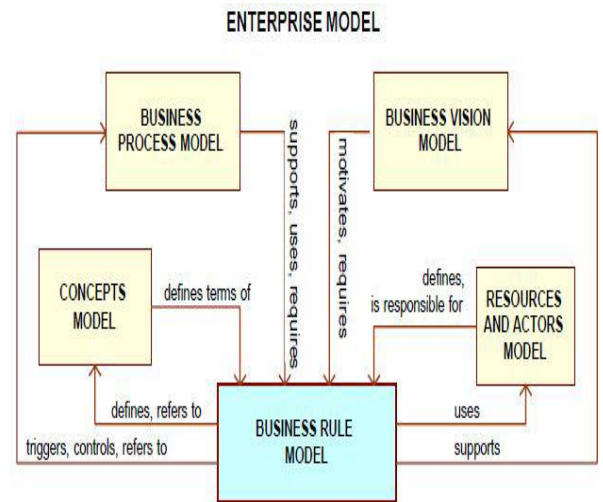 ENTERPRISE MODEL
BUSINESS
PROCESS MODEL
BUSINESS VISION
MODEL
supports, uses, requires
motivates, requires
CONCEPTS
MODEL
defines terms of
defines,
is responsible for
RESOURCES
AND ACTORS
MODEL
defines, refers to
BUSINESS RULE
MODEL
uses
triggers, controls, refers to
supports